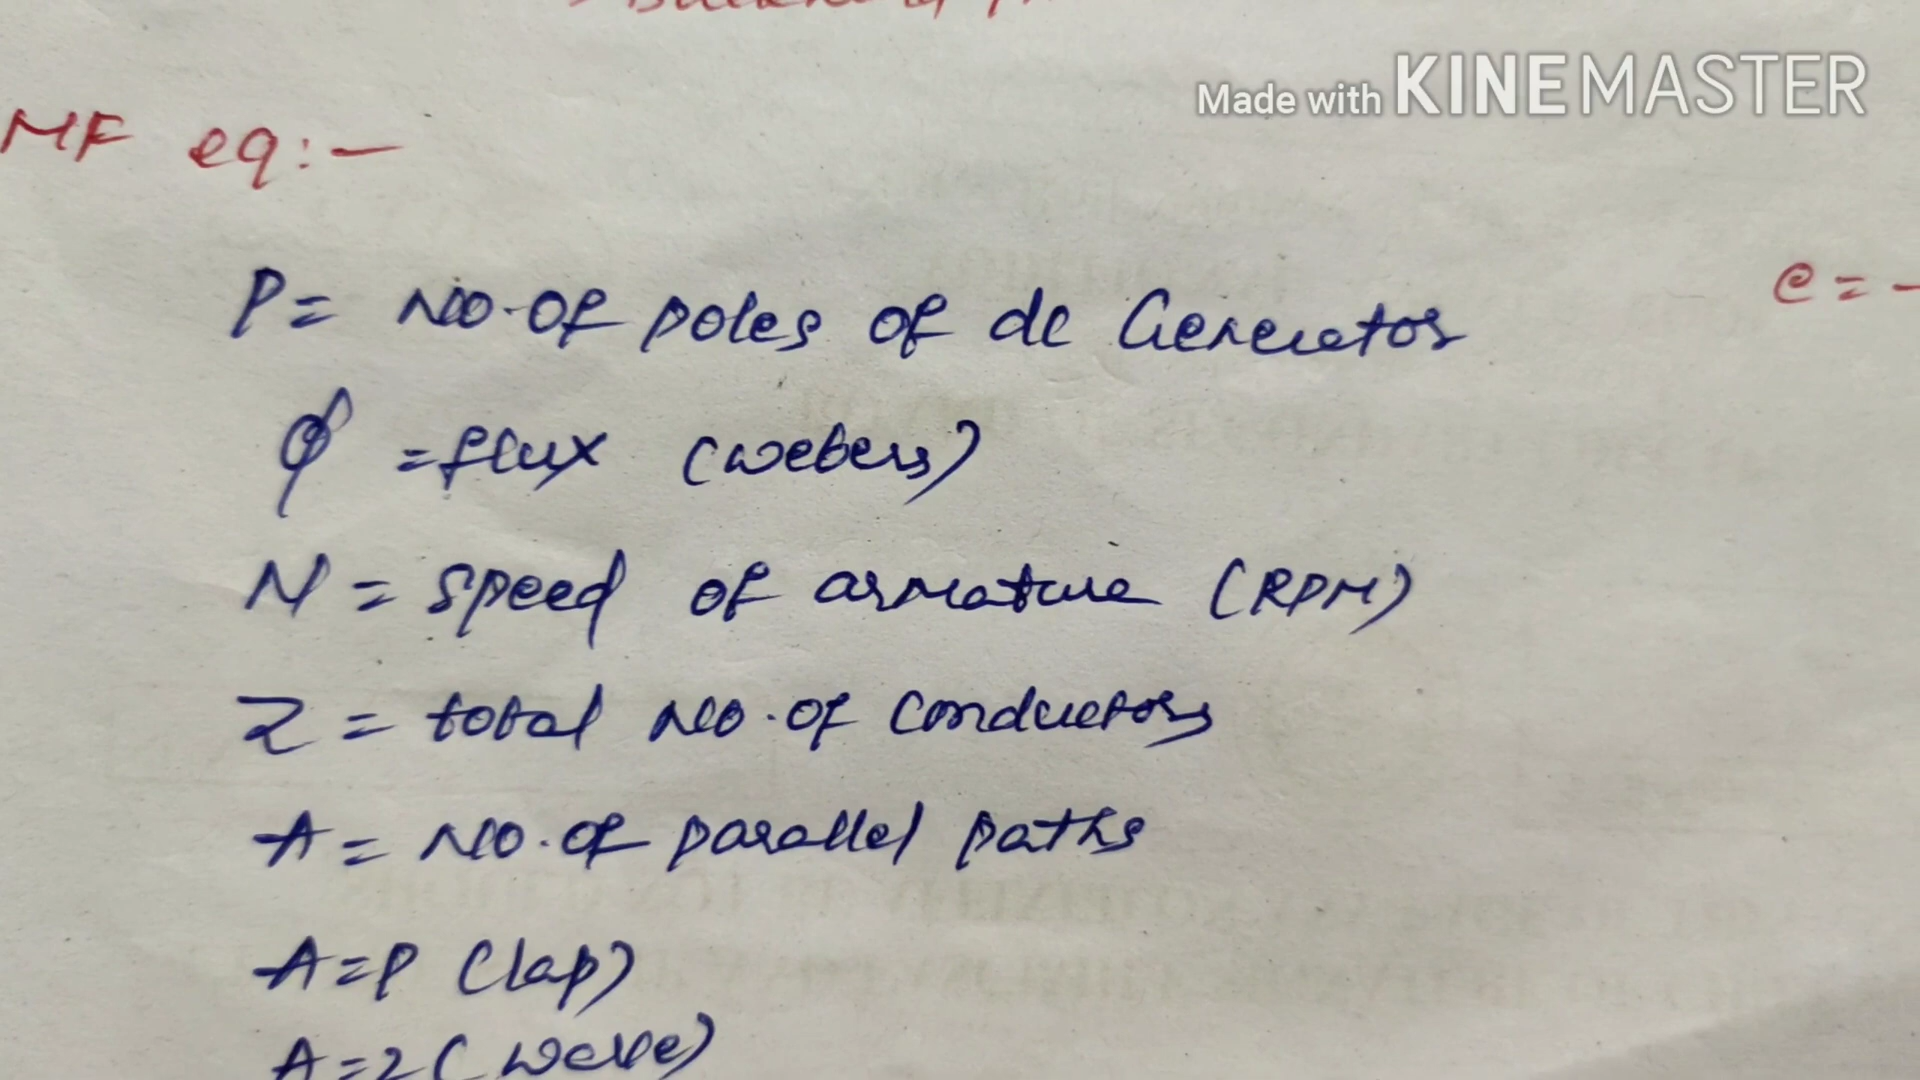 Made with KINEMASTER
MF eq:-
P = No. of poles of dc Generator
e = -
φ = flux (webers)
N = speed of armature (RPM)
Z = total No. of conductors
A = No. of parallel paths
A = P (lap)
A = 2 (wave)